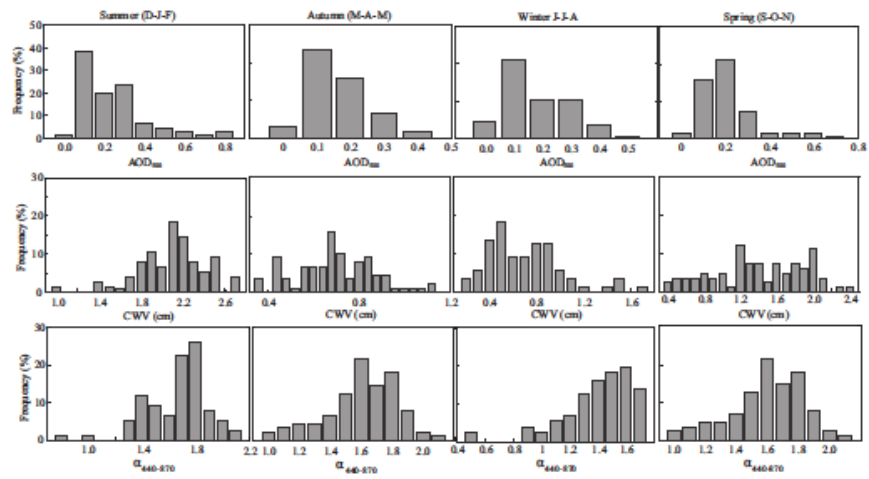 Summer (D-J-F) Autumn (M-A-M) Winter J-J-A Spring (S-O-N)
50
40
30
20
10
0
Frequency (%)
0.0 0.2 0.4 0.6 0.8 0 0.1 0.2 0.3 0.4 0.5 0.0 0.1 0.2 0.3 0.4 0.5 0 0.2 0.4 0.6 0.8
AOD AOD AOD AOD
30
20
10
0
Frequency (%)
1.0 1.4 1.8 2.2 2.6 0.4 0.8 1.2 0.4 0.8 1.2 1.6 0.4 0.8 1.2 1.6 2.0 2.4
CWV (cm) CWV (cm) CWV (cm) CWV (cm)
30
20
10
0
Frequency (%)
1.0 1.4 1.8 2.2 1.0 1.2 1.4 1.6 1.8 2.0 0.4 0.6 0.8 1 1.2 1.4 1.6 1.0 1.2 1.4 1.6 1.8 2.0
α440-870 α440-870 α440-870 α440-870